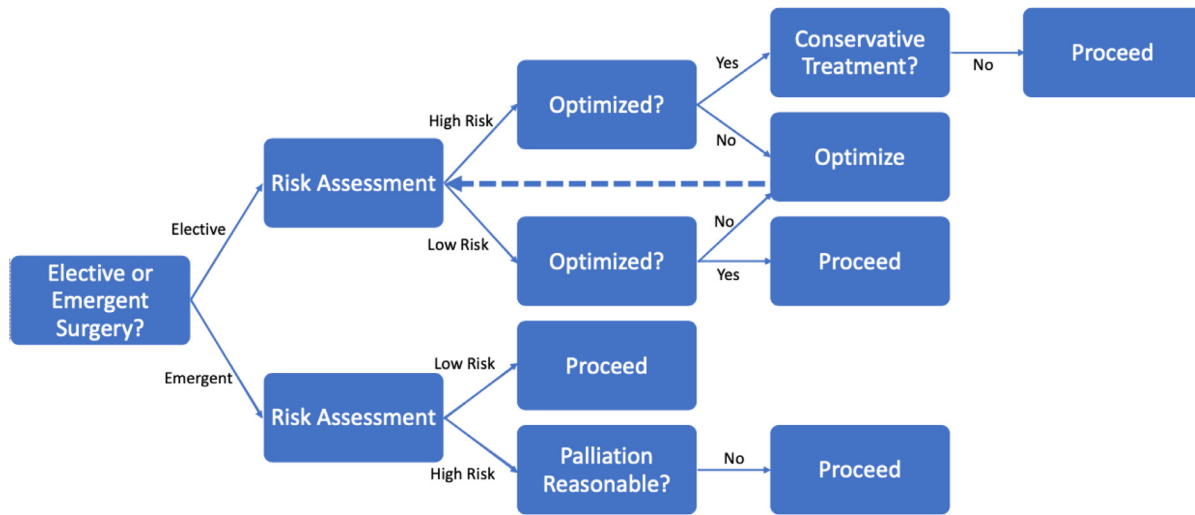 Conservative
Treatment?
Proceed
Yes
No
Optimized?
High Risk
No
Optimize
Risk Assessment
Elective
Low Risk
No
Optimized?
Yes
Proceed
Elective or
Emergent
Surgery?
Emergent
Low Risk
Proceed
Risk Assessment
High Risk
Palliation
Reasonable?
No
Proceed